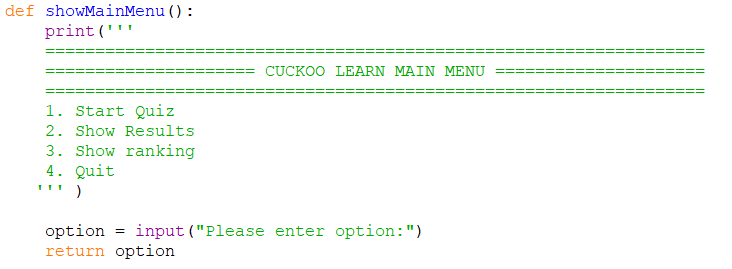 def showMainMenu():
    print('''
    ==================================================================
    ===================== CUCKOO LEARN MAIN MENU =====================
    ==================================================================
    1. Start Quiz
    2. Show Results
    3. Show ranking
    4. Quit
   ''' )
    option = input("Please enter option:")
    return option